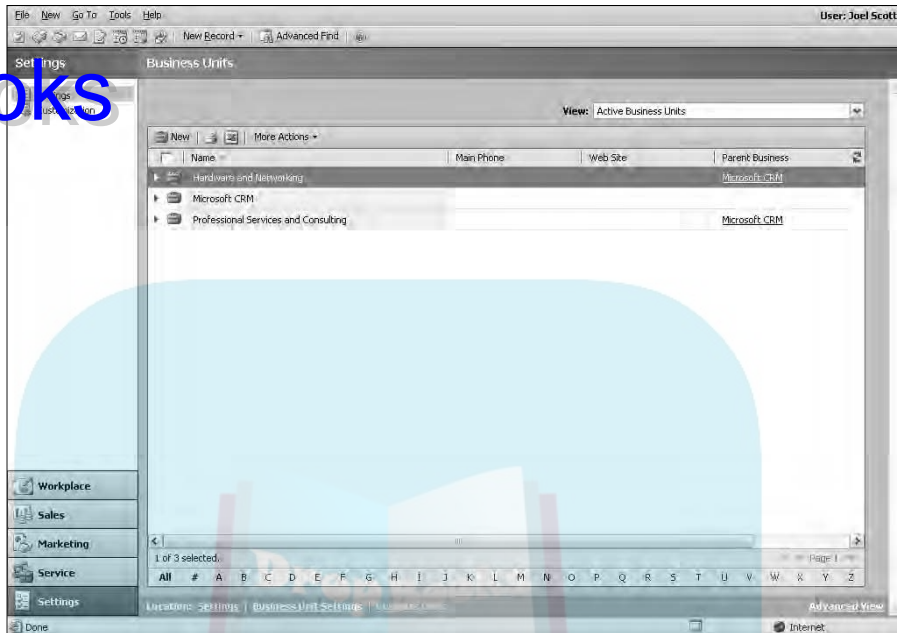 File New Go To Tools Help
User: Joel Scott
New Record Advanced Find
Settings
Business Units
oks
View: Active Business Units
New More Actions
Name Main Phone Web Site Parent Business
Hardware and Networking Microsoft CRM
Microsoft CRM
Professional Services and Consulting Microsoft CRM
Workplace
Sales
Marketing
Service
Settings
1 of 3 selected. Page 1
All # A B C D E F G H I J K L M N O P Q R S T U V W X Y Z
Location: Settings | Business Unit Settings |
Advanced View
Done
Internet